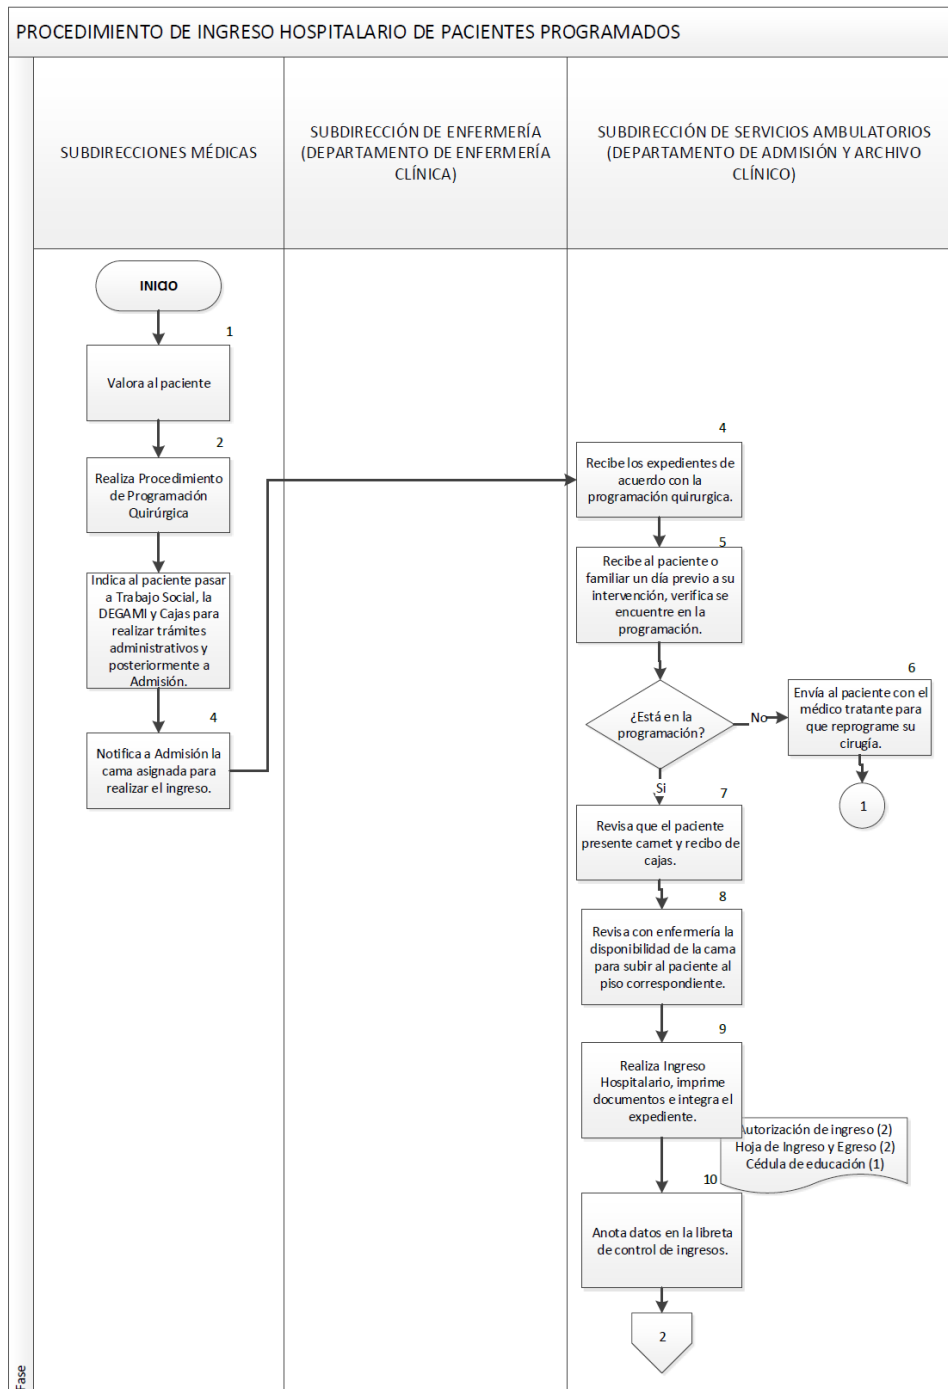 PROCEDIMIENTO DE INGRESO HOSPITALARIO DE PACIENTES PROGRAMADOS
SUBDIRECCIONES MÉDICAS
SUBDIRECCIÓN DE ENFERMERÍA
(DEPARTAMENTO DE ENFERMERÍA
CLÍNICA)
SUBDIRECCIÓN DE SERVICIOS AMBULATORIOS
(DEPARTAMENTO DE ADMISIÓN Y ARCHIVO
CLÍNICO)
INICIO
1
Valora al paciente
2
Realiza Procedimiento
de Programación
Quirúrgica
Indica al paciente pasar
a Trabajo Social, la
DEGAMI y Cajas para
realizar trámites
administrativos y
posteriormente a
Admisión.
4
Notifica a Admisión la
cama asignada para
realizar el ingreso.
4
Recibe los expedientes de
acuerdo con la
programación quirurgica.
5
Recibe al paciente o
familiar un día previo a su
intervención, verifica se
encuentre en la
programación.
¿Está en la
programación?
No
6
Envía al paciente con el
médico tratante para
que reprograme su
cirugía.
1
Si
7
Revisa que el paciente
presente carnet y recibo de
cajas.
8
Revisa con enfermería la
disponibilidad de la cama
para subir al paciente al
piso correspondiente.
9
Realiza Ingreso
Hospitalario, imprime
documentos e integra el
expediente.
utorización de ingreso (2)
Hoja de Ingreso y Egreso (2)
Cédula de educación (1)
10
Anota datos en la libreta
de control de ingresos.
2
Fase